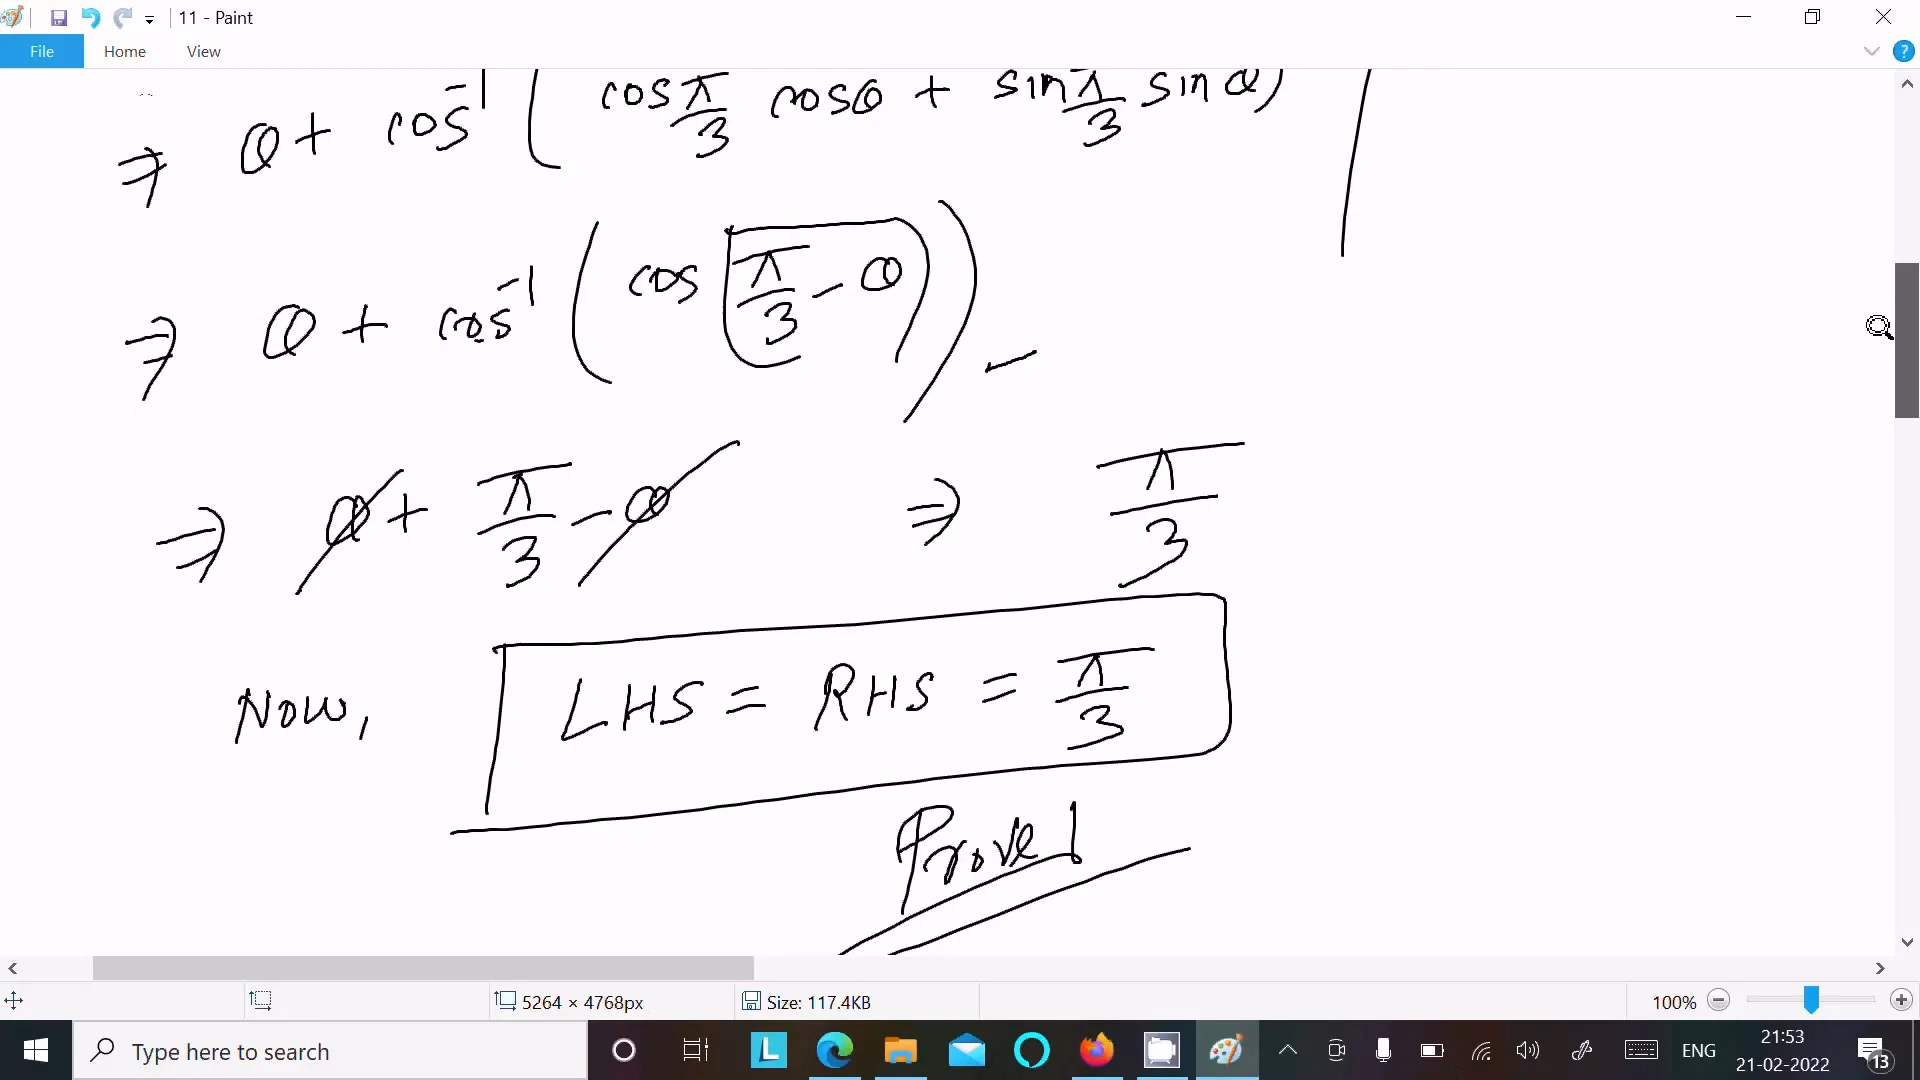 11 - Paint
File Home View
⇒ θ + cos⁻¹ ( cos π/3 cosθ + sin π/3 sin θ)
⇒ θ + cos⁻¹ ( cos (π/3 - θ) ) -
⇒ θ + π/3 - θ ⇒ π/3
Now, LHS = RHS = π/3
Proved
5264 × 4768px Size: 117.4KB 100%
Type here to search
L
ENG
21:53
21-02-2022
13